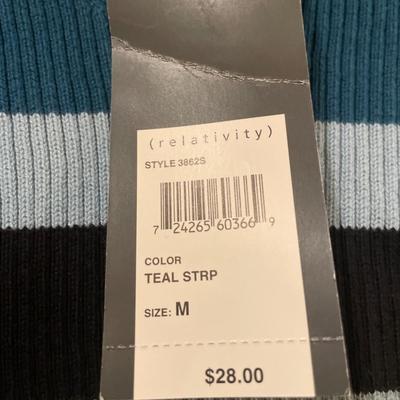 (relativity)
STYLE 3862S
7 24265 60366 9
COLOR
TEAL STRP
SIZE: M
$28.00